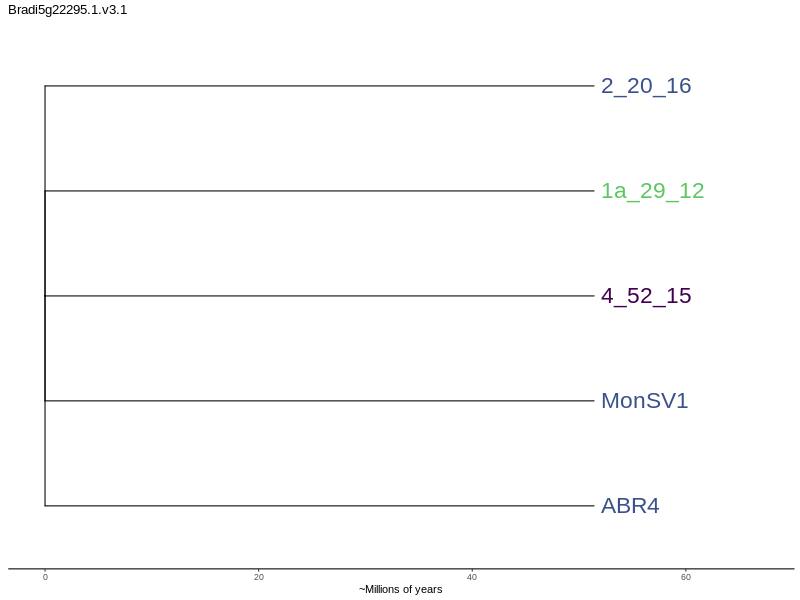 Bradi5g22295.1.v3.1
2_20_16
1a_29_12
4_52_15
MonSV1
ABR4
0 20 40 60
~Millions of years